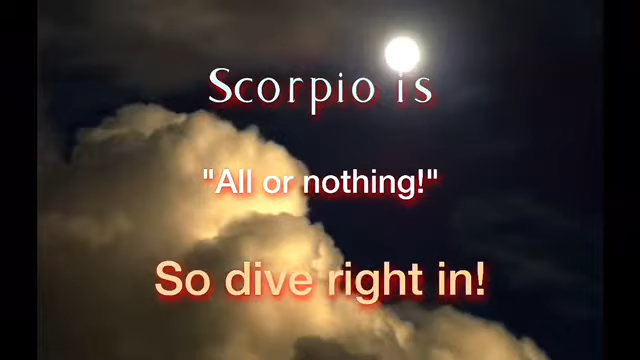 Scorpio is
"All or nothing!"
So dive right in!